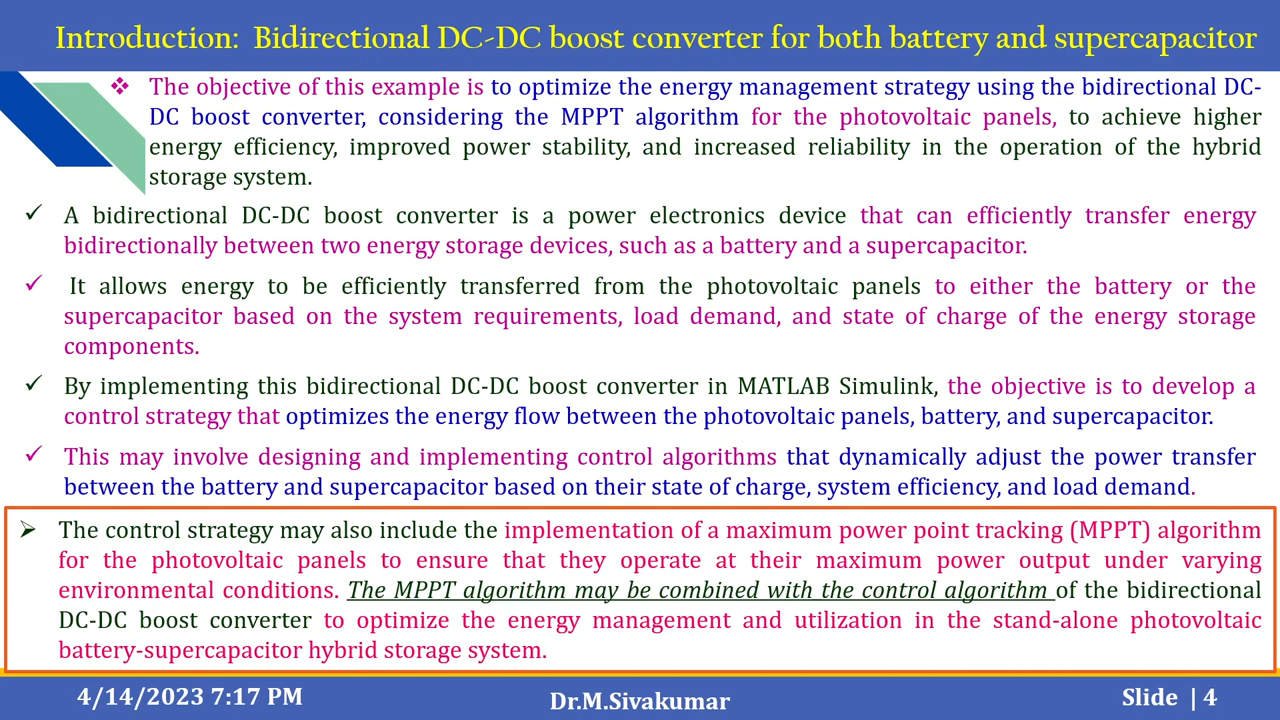 Introduction: Bidirectional DC-DC boost converter for both battery and supercapacitor
❖ The objective of this example is to optimize the energy management strategy using the bidirectional DC-
DC boost converter, considering the MPPT algorithm for the photovoltaic panels, to achieve higher
energy efficiency, improved power stability, and increased reliability in the operation of the hybrid
storage system.
✓ A bidirectional DC-DC boost converter is a power electronics device that can efficiently transfer energy
bidirectionally between two energy storage devices, such as a battery and a supercapacitor.
✓ It allows energy to be efficiently transferred from the photovoltaic panels to either the battery or the
supercapacitor based on the system requirements, load demand, and state of charge of the energy storage
components.
✓ By implementing this bidirectional DC-DC boost converter in MATLAB Simulink, the objective is to develop a
control strategy that optimizes the energy flow between the photovoltaic panels, battery, and supercapacitor.
✓ This may involve designing and implementing control algorithms that dynamically adjust the power transfer
between the battery and supercapacitor based on their state of charge, system efficiency, and load demand.
➢ The control strategy may also include the implementation of a maximum power point tracking (MPPT) algorithm
for the photovoltaic panels to ensure that they operate at their maximum power output under varying
environmental conditions. The MPPT algorithm may be combined with the control algorithm of the bidirectional
DC-DC boost converter to optimize the energy management and utilization in the stand-alone photovoltaic
battery-supercapacitor hybrid storage system.
4/14/2023 7:17 PM
Dr.M.Sivakumar
Slide | 4